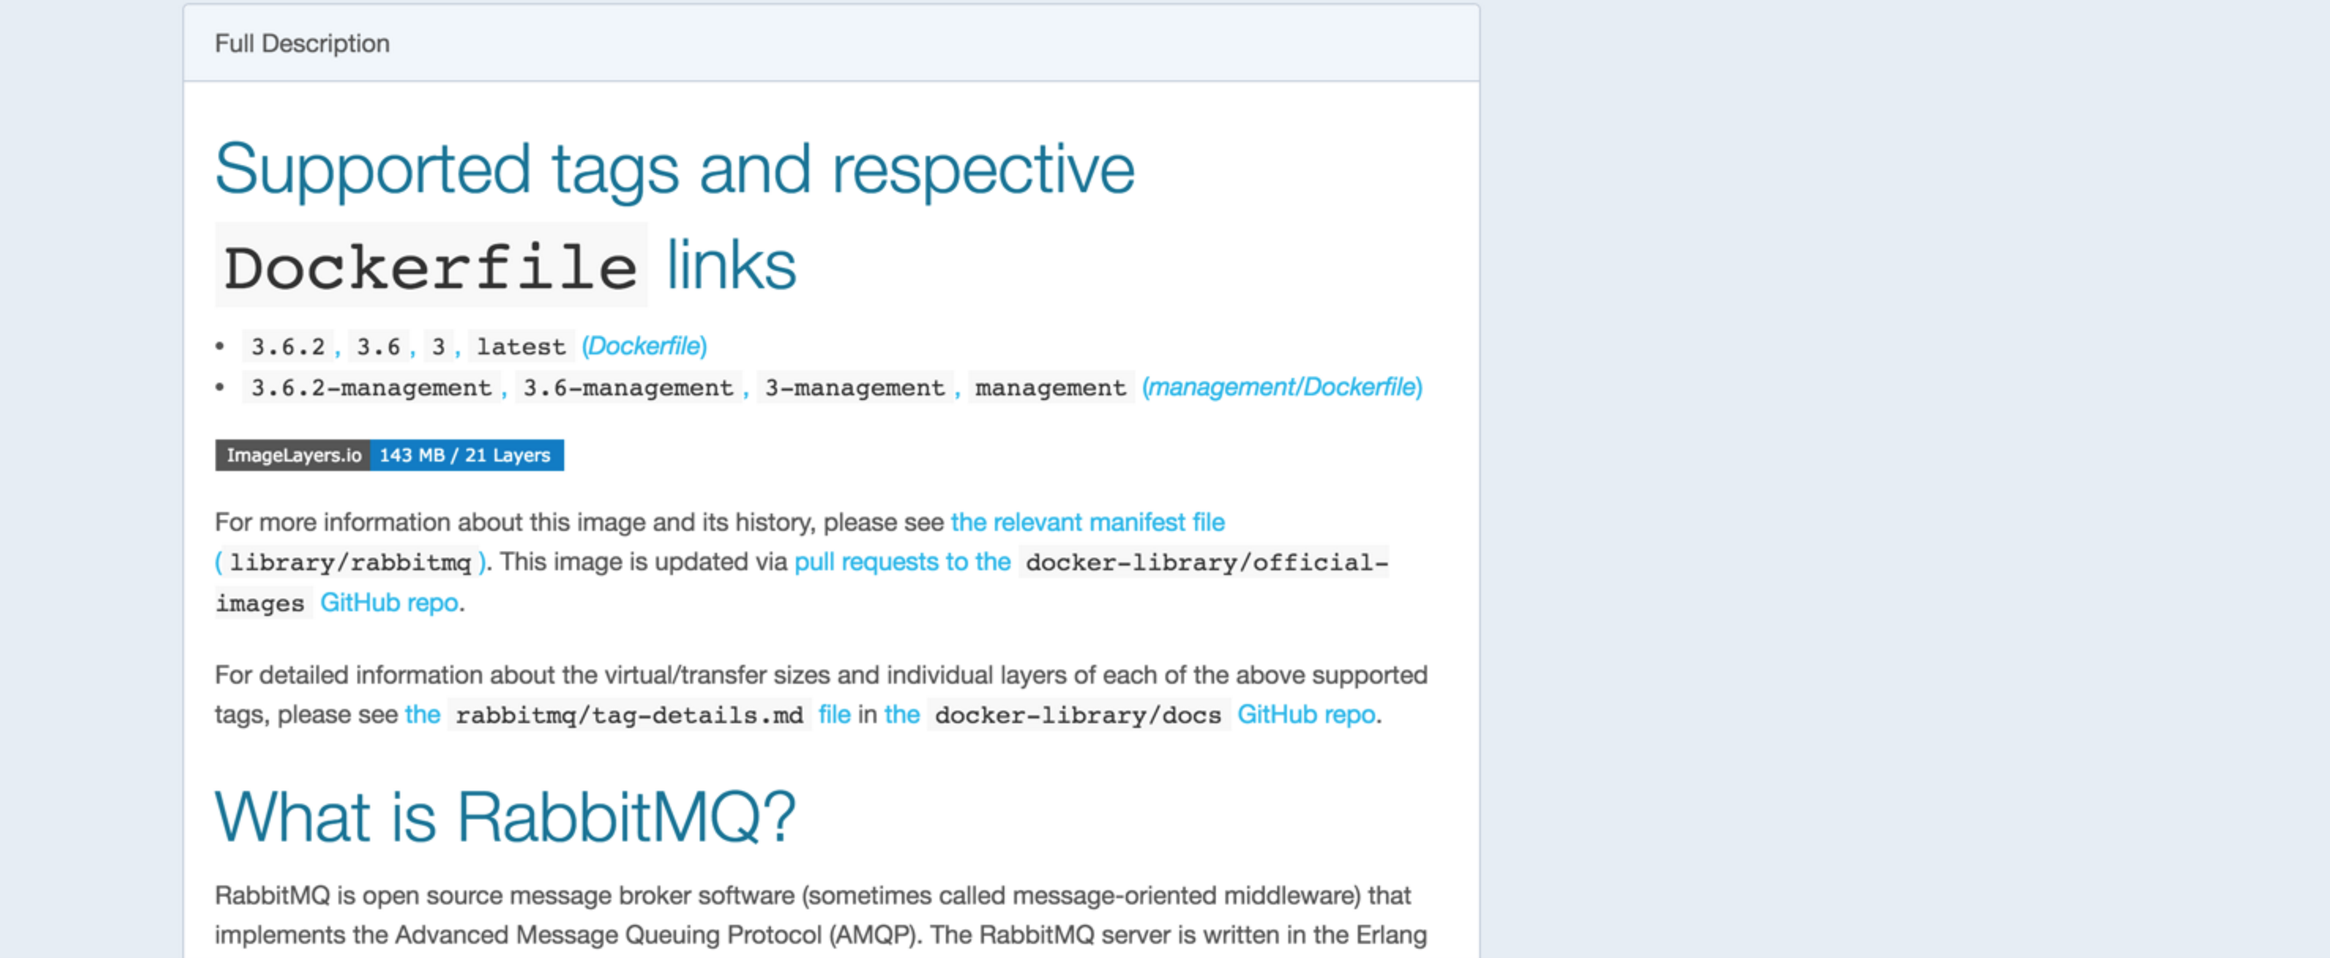 Full Description
Supported tags and respective
Dockerfile links
• 3.6.2, 3.6, 3, latest (Dockerfile)
• 3.6.2-management, 3.6-management, 3-management, management (management/Dockerfile)
ImageLayers.io 143 MB / 21 Layers
For more information about this image and its history, please see the relevant manifest file
(library/rabbitmq). This image is updated via pull requests to the docker-library/official-
images GitHub repo.
For detailed information about the virtual/transfer sizes and individual layers of each of the above supported
tags, please see the rabbitmq/tag-details.md file in the docker-library/docs GitHub repo.
What is RabbitMQ?
RabbitMQ is open source message broker software (sometimes called message-oriented middleware) that
implements the Advanced Message Queuing Protocol (AMQP). The RabbitMQ server is written in the Erlang